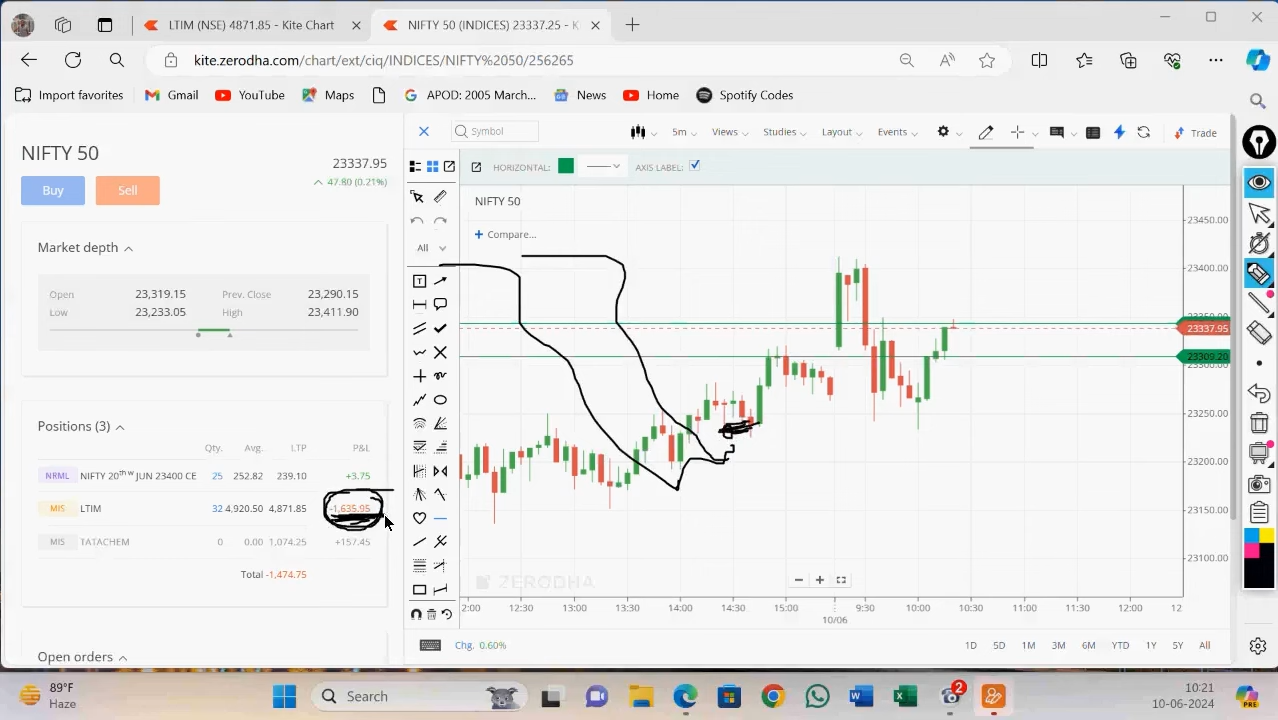 LTIM (NSE) 4871.85 - Kite Chart
NIFTY 50 (INDICES) 23337.25 - K
kite.zerodha.com/chart/ext/ciq/INDICES/NIFTY%2050/256265
Import favorites Gmail YouTube Maps APOD: 2005 March... News Home Spotify Codes
NIFTY 50
23337.95
47.80 (0.21%)
Buy Sell
Market depth
Open 23,319.15 Prev. Close 23,290.15
Low 23,233.05 High 23,411.90
Positions (3)
Qty. Avg. LTP P&L
NRML NIFTY 20th w JUN 23400 CE 25 252.82 239.10 +3.75
LTIM 32 4,920.50 4,871.85 -1,635.95
MIS TATACHEM 0 0.00 1,074.25 +157.45
Total -1,474.75
Open orders
Symbol 5m Views Studies Layout Events Trade
HORIZONTAL: AXIS LABEL:
All
NIFTY 50
Compare...
23450.00
23400.00
23337.95
23309.20
23250.00
23200.00
23150.00
23100.00
ZERODHA
2:00 12:30 13:00 13:30 14:00 14:30 15:00 9:30 10:00 10:30 11:00 11:30 12:00 12
10/06
Chg. 0.60%
1D 5D 1M 3M 6M YTD 1Y 5Y All
89°F
Haze
Search
2
PRE
10:21
10-06-2024